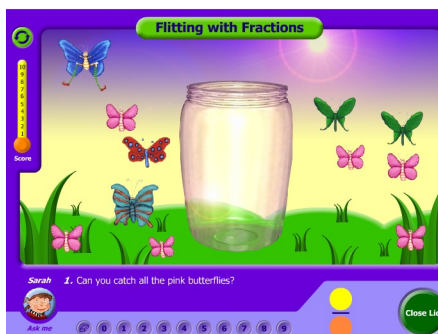 Flitting with Fractions
10
9
8
7
6
5
4
3
2
1
Score
Sarah
1. Can you catch all the pink butterflies?
Ask me
0 1 2 3 4 5 6 7 8 9
Close Lid